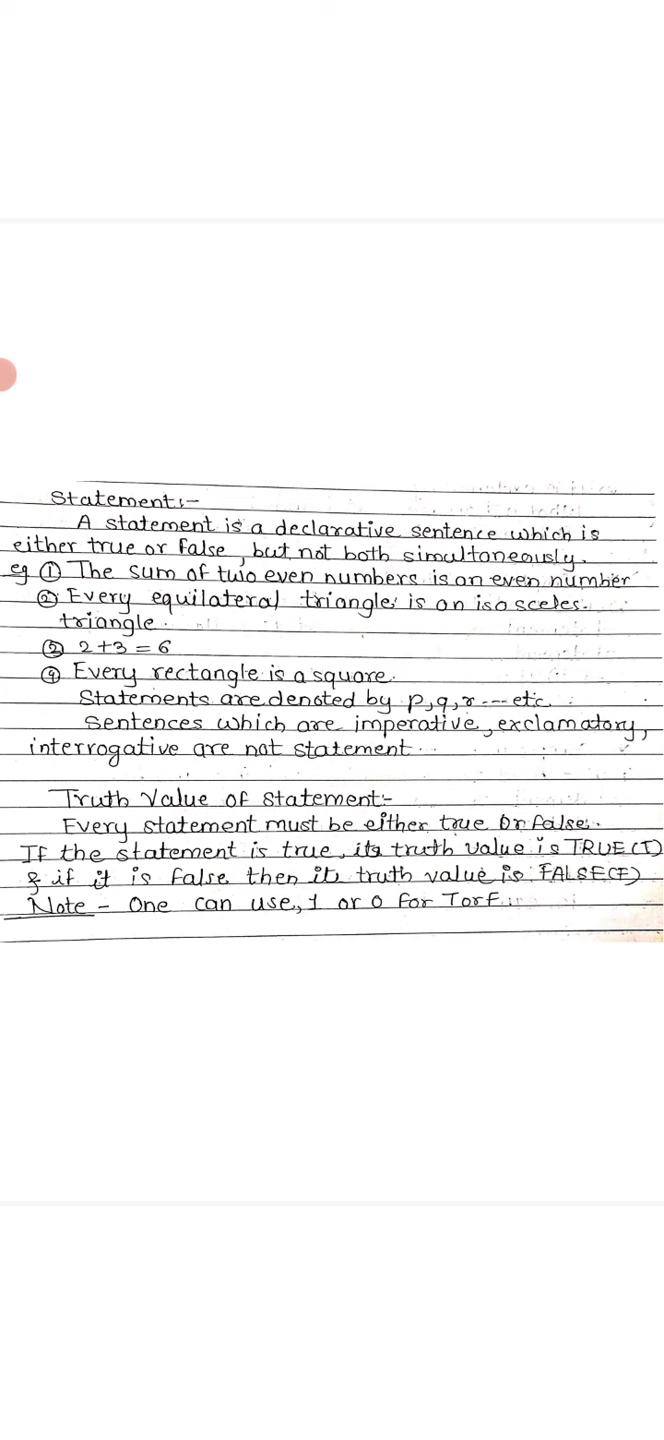 Statement:-
A statement is a declarative sentence which is
either true or false, but not both simultaneously.
eg ① The sum of two even numbers is an even number
② Every equilateral triangle is an isosceles
triangle.
③ 2+3=6
④ Every rectangle is a square.
Statements are denoted by p,q,r---etc.
Sentences which are imperative, exclamatory,
interrogative are not statement.
Truth Value of Statement:-
Every statement must be either true or false.
If the statement is true, its truth value is TRUE(T)
& if it is false then its truth value is FALSE(F)
Note - One can use, 1 or 0 for T or F.